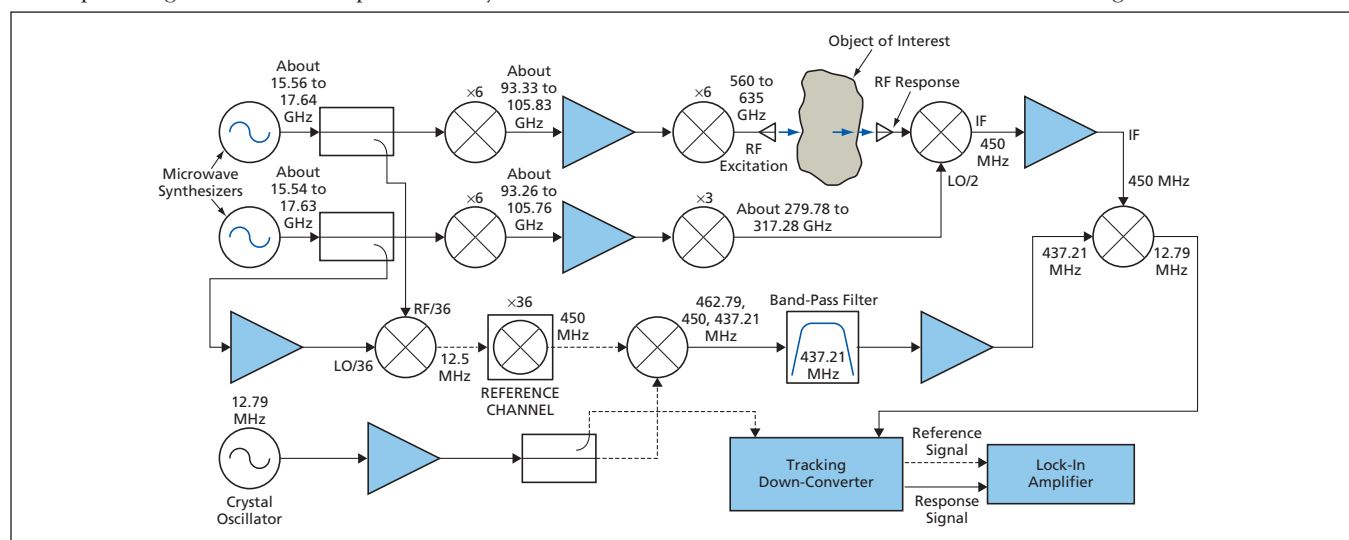 Object of Interest
About
15.56 to
17.64
GHz
×6
About
93.33 to
105.83
GHz
×6
560 to
635
GHz
RF
Excitation
RF Response
IF
450
MHz
IF
LO/2
450 MHz
Microwave
Synthesizers
About
15.54 to
17.63
GHz
×6
About
93.26 to
105.76
GHz
×3
About 279.78 to
317.28 GHz
437.21
MHz
12.79
MHz
RF/36
LO/36
12.5
MHz
×36
REFERENCE
CHANNEL
450
MHz
462.79,
450, 437.21
MHz
Band-Pass Filter
437.21
MHz
12.79
MHz
Crystal
Oscillator
Tracking
Down-Converter
Reference
Signal
Response
Signal
Lock-In
Amplifier